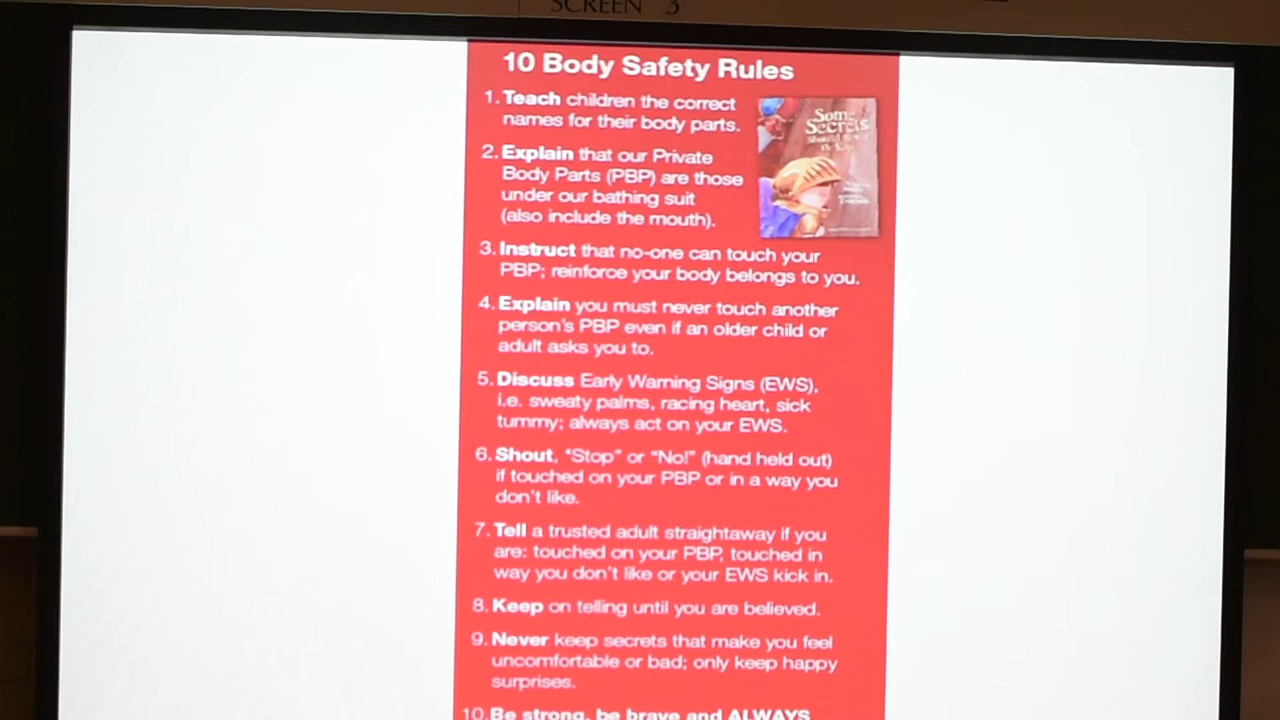 SCREEN 3
10 Body Safety Rules
1. Teach children the correct
names for their body parts.
2. Explain that our Private
Body Parts (PBP) are those
under our bathing suit
(also include the mouth).
Some
Secrets
3. Instruct that no-one can touch your
PBP; reinforce your body belongs to you.
4. Explain you must never touch another
person's PBP even if an older child or
adult asks you to.
5. Discuss Early Warning Signs (EWS),
i.e. sweaty palms, racing heart, sick
tummy; always act on your EWS.
6. Shout, "Stop" or "No!" (hand held out)
if touched on your PBP or in a way you
don't like.
7. Tell a trusted adult straightaway if you
are: touched on your PBP, touched in
way you don't like or your EWS kick in.
8. Keep on telling until you are believed.
9. Never keep secrets that make you feel
uncomfortable or bad; only keep happy
surprises.
10. Be strong, be brave and ALWAYS